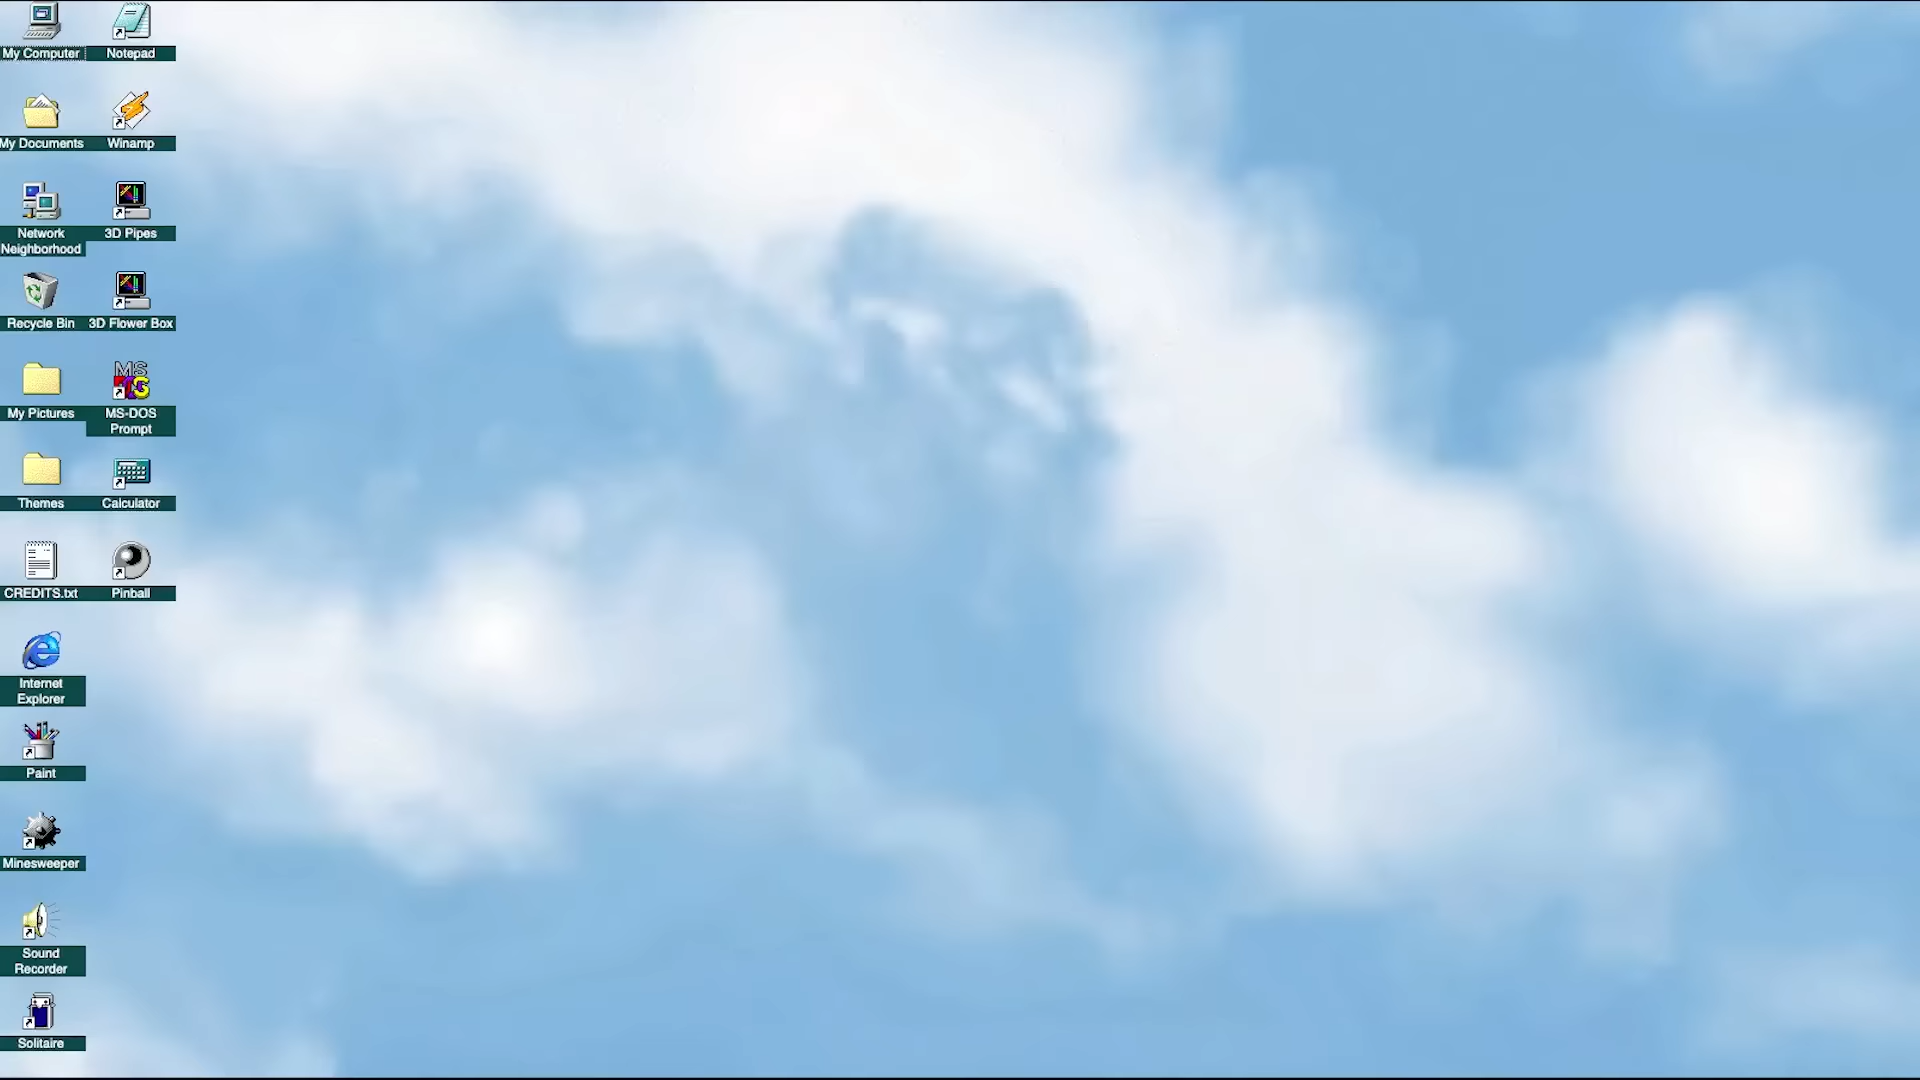 My Computer
Notepad
My Documents
Winamp
Network
Neighborhood
3D Pipes
Recycle Bin
3D Flower Box
My Pictures
MS
MS-DOS
Prompt
Themes
Calculator
CREDITS.txt
Pinball
Internet
Explorer
Paint
Minesweeper
Sound
Recorder
Solitaire